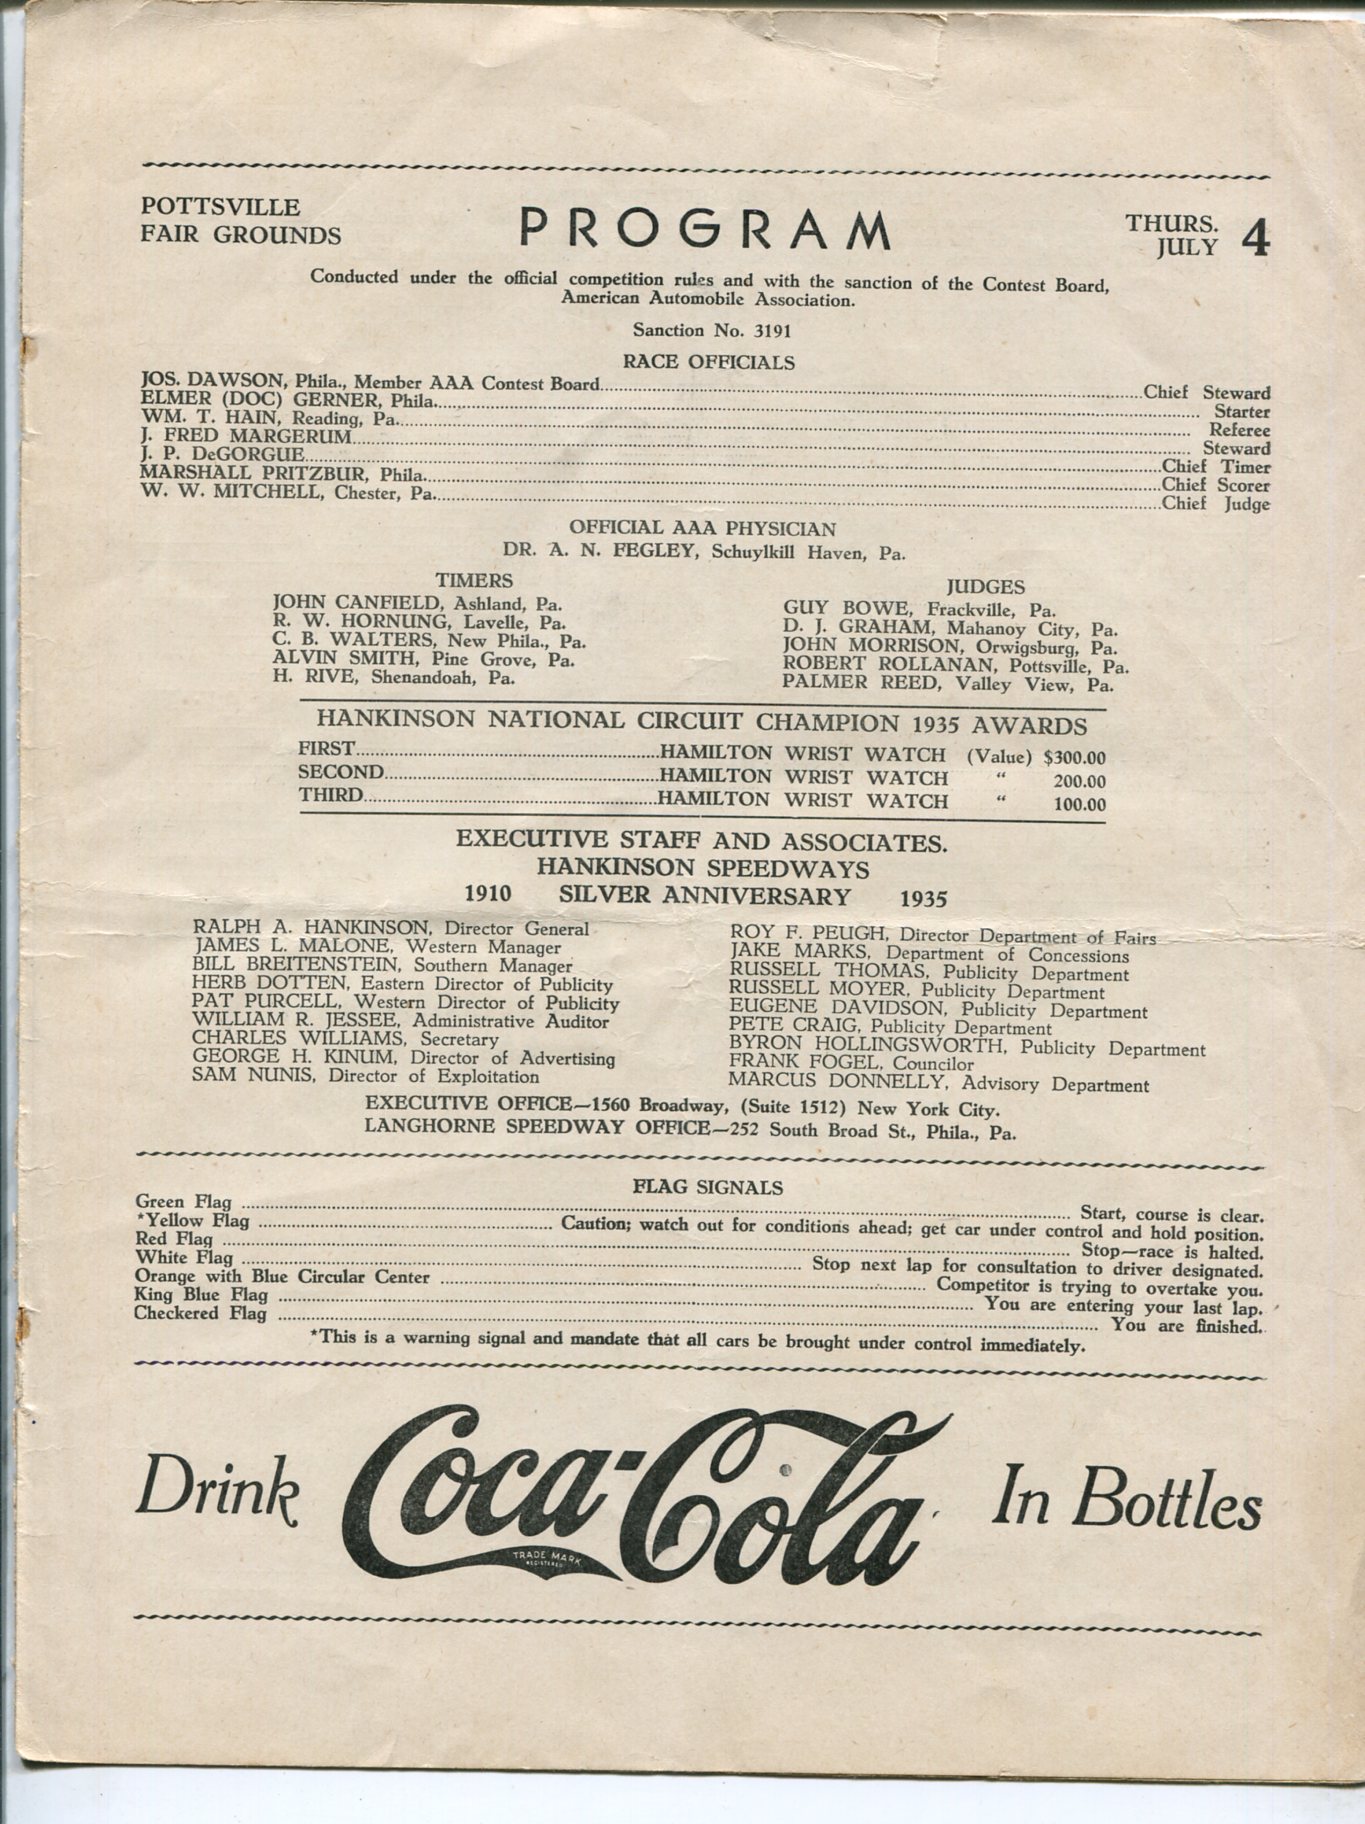 POTTSVILLE
FAIR GROUNDS
PROGRAM
THURS.
JULY 4
Conducted under the official competition rules and with the sanction of the Contest Board,
American Automobile Association.
Sanction No. 3191
RACE OFFICIALS
JOS. DAWSON, Phila., Member AAA Contest Board........Chief Steward
ELMER (DOC) GERNER, Phila.........Starter
WM. T. HAIN, Reading, Pa.........Referee
J. FRED MARGERUM........Steward
J. P. DeGORGUE........Chief Timer
MARSHALL PRITZBUR, Phila.........Chief Scorer
W. W. MITCHELL, Chester, Pa.........Chief Judge
OFFICIAL AAA PHYSICIAN
DR. A. N. FEGLEY, Schuylkill Haven, Pa.
TIMERS
JOHN CANFIELD, Ashland, Pa.
R. W. HORNUNG, Lavelle, Pa.
C. B. WALTERS, New Phila., Pa.
ALVIN SMITH, Pine Grove, Pa.
H. RIVE, Shenandoah, Pa.
JUDGES
GUY BOWE, Frackville, Pa.
D. J. GRAHAM, Mahanoy City, Pa.
JOHN MORRISON, Orwigsburg, Pa.
ROBERT ROLLANAN, Pottsville, Pa.
PALMER REED, Valley View, Pa.
HANKINSON NATIONAL CIRCUIT CHAMPION 1935 AWARDS
FIRST........HAMILTON WRIST WATCH (Value) $300.00
SECOND........HAMILTON WRIST WATCH “ 200.00
THIRD........HAMILTON WRIST WATCH “ 100.00
EXECUTIVE STAFF AND ASSOCIATES.
HANKINSON SPEEDWAYS
1910 SILVER ANNIVERSARY 1935
RALPH A. HANKINSON, Director General
JAMES L. MALONE, Western Manager
BILL BREITENSTEIN, Southern Manager
HERB DOTTEN, Eastern Director of Publicity
PAT PURCELL, Western Director of Publicity
WILLIAM R. JESSEE, Administrative Auditor
CHARLES WILLIAMS, Secretary
GEORGE H. KINUM, Director of Advertising
SAM NUNIS, Director of Exploitation
ROY F. PEUGH, Director Department of Fairs
JAKE MARKS, Department of Concessions
RUSSELL THOMAS, Publicity Department
RUSSELL MOYER, Publicity Department
EUGENE DAVIDSON, Publicity Department
PETE CRAIG, Publicity Department
BYRON HOLLINGSWORTH, Publicity Department
FRANK FOGEL, Councilor
MARCUS DONNELLY, Advisory Department
EXECUTIVE OFFICE—1560 Broadway, (Suite 1512) New York City.
LANGHORNE SPEEDWAY OFFICE—252 South Broad St., Phila., Pa.
FLAG SIGNALS
Green Flag ........ Start, course is clear.
*Yellow Flag ........ Caution; watch out for conditions ahead; get car under control and hold position.
Red Flag ........ Stop—race is halted.
White Flag ........ Stop next lap for consultation to driver designated.
Orange with Blue Circular Center ........ Competitor is trying to overtake you.
King Blue Flag ........ You are entering your last lap.
Checkered Flag ........ You are finished.
*This is a warning signal and mandate that all cars be brought under control immediately.
Drink Coca-Cola In Bottles
TRADE MARK
REGISTERED